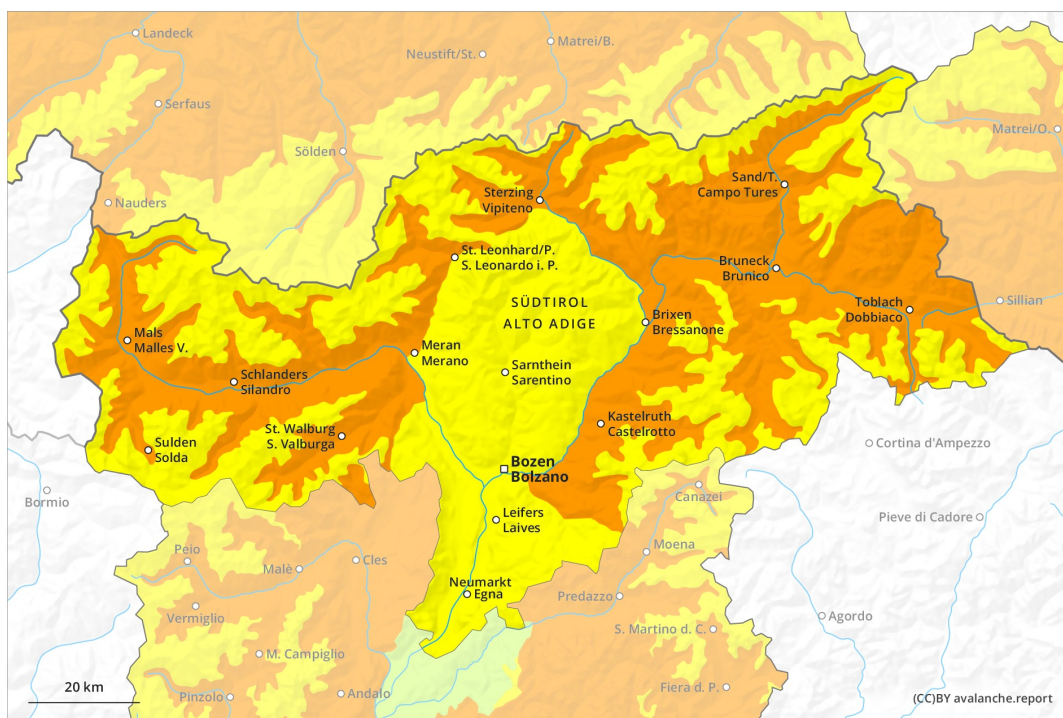 Landeck
Matrei/B.
Neustift/St.
Serfaus
Matrei/O.
Sölden
Sand/T.
Campo Tures
Sterzing
Vipiteno
Nauders
St. Leonhard/P.
S. Leonardo i. P.
Bruneck
Brunico
Toblach
Dobbiaco
Sillian
SÜDTIROL
ALTO ADIGE
Brixen
Bressanone
Mals
Malles V.
Meran
Merano
Sarnthein
Sarentino
Schlanders
Silandro
Kastelruth
Castelrotto
St. Walburg
S. Valburga
Sulden
Solda
Cortina d'Ampezzo
Bozen
Bolzano
Bormio
Canazei
Leifers
Laives
Pieve di Cadore
Moena
Peio
Cles
Malè
Neumarkt
Egna
Predazzo
Vermiglio
Agordo
S. Martino d. C.
M. Campiglio
Fiera d. P.
Pinzolo
Andalo
20 km
(CC)BY avalanche.report